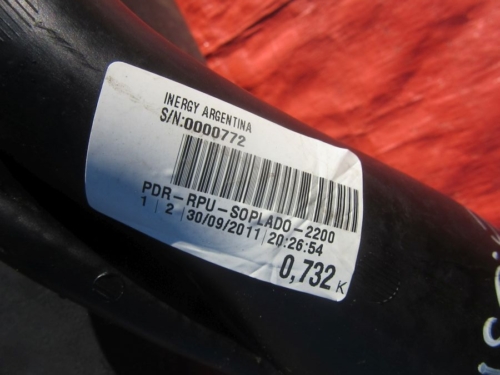 INERGY ARGENTINA
S/N:0000772
PDR-RPU-SOPLADO-2200
1 | 2 | 30/09/2011 | 20:26:54
0,732 K